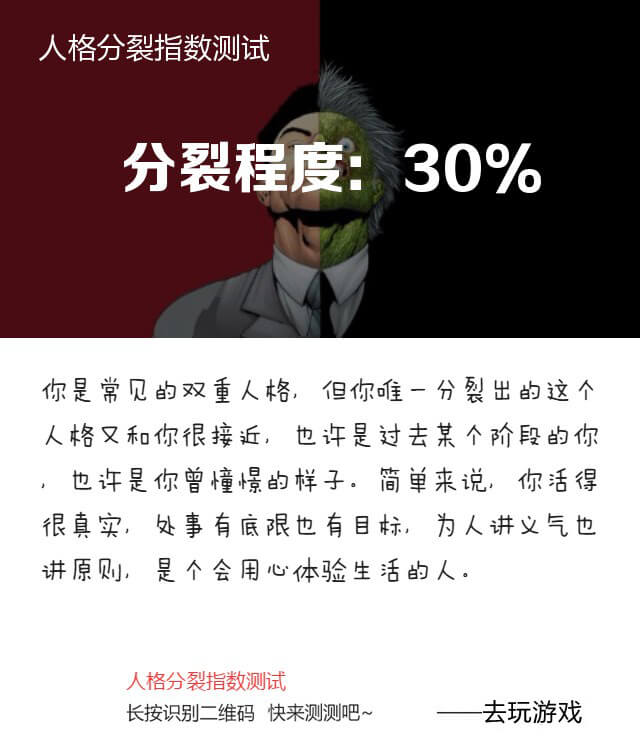 人格分裂指数测试
分裂程度：30%
你是常见的双重人格，但你唯一分裂出的这个
人格又和你很接近，也许是过去某个阶段的你
，也许是你曾憧憬的样子。简单来说，你活得
很真实，处事有底限也有目标，为人讲义气也
讲原则，是个会用心体验生活的人。
人格分裂指数测试
长按识别二维码 快来测测吧~
——去玩游戏